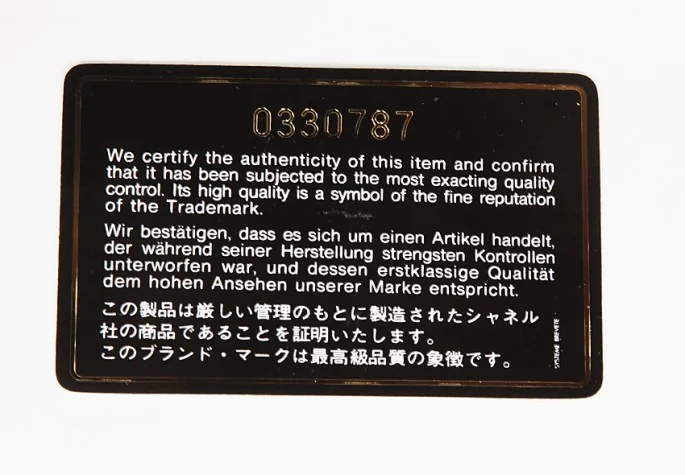 0330787
We certify the authenticity of this item and confirm
that it has been subjected to the most exacting quality
control. Its high quality is a symbol of the fine reputation
of the Trademark.
Wir bestätigen, dass es sich um einen Artikel handelt,
der während seiner Herstellung strengsten Kontrollen
unterworfen war, und dessen erstklassige Qualität
dem hohen Ansehen unserer Marke entspricht.
この製品は厳しい管理のもとに製造されたシャネル
社の商品であることを証明いたします。
このブランド・マークは最高級品質の象徴です。
SYSTEME BREVETE